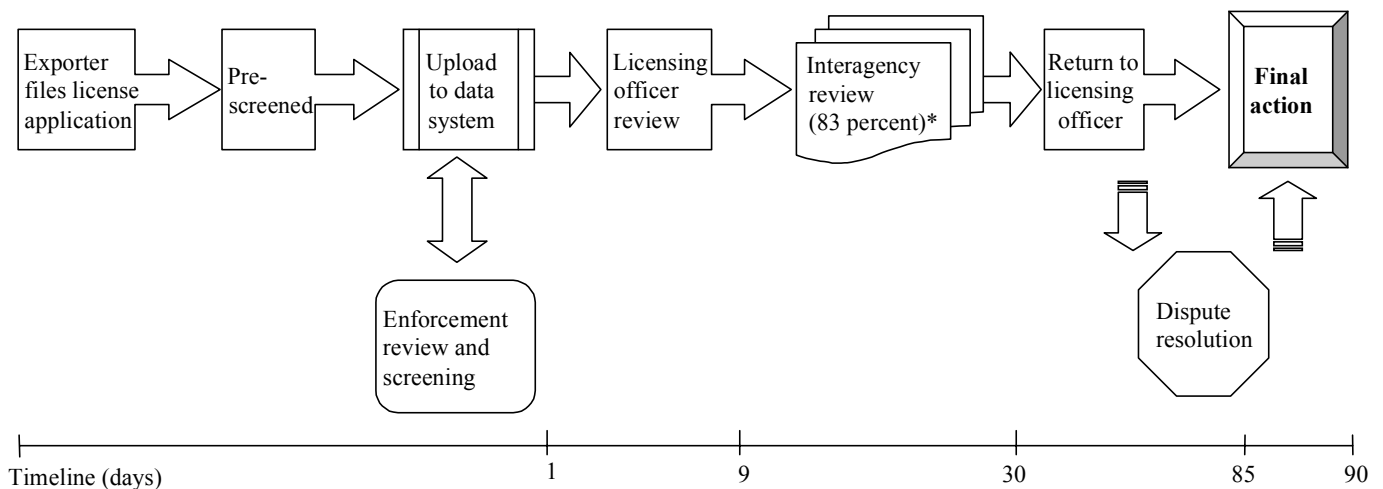 Exporter
files license
application
Pre-
screened
Upload
to data
system
Licensing
officer
review
Interagency
review
(83 percent)*
Return to
licensing
officer
Final
action
Enforcement
review and
screening
Dispute
resolution
1
9
30
85
90
Timeline (days)